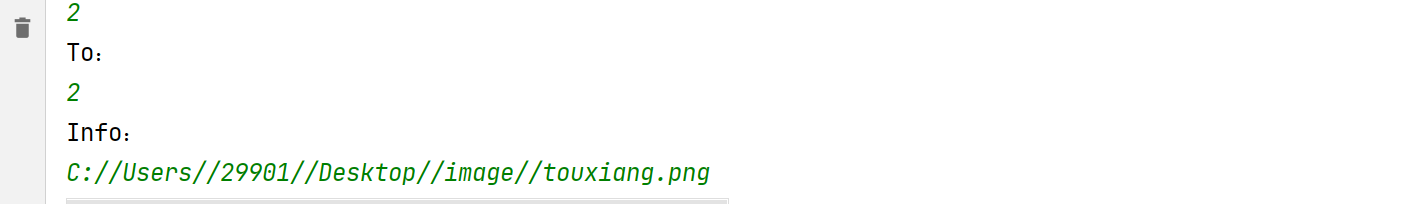 2
To：
2
Info：
C://Users//29901//Desktop//image//touxiang.png